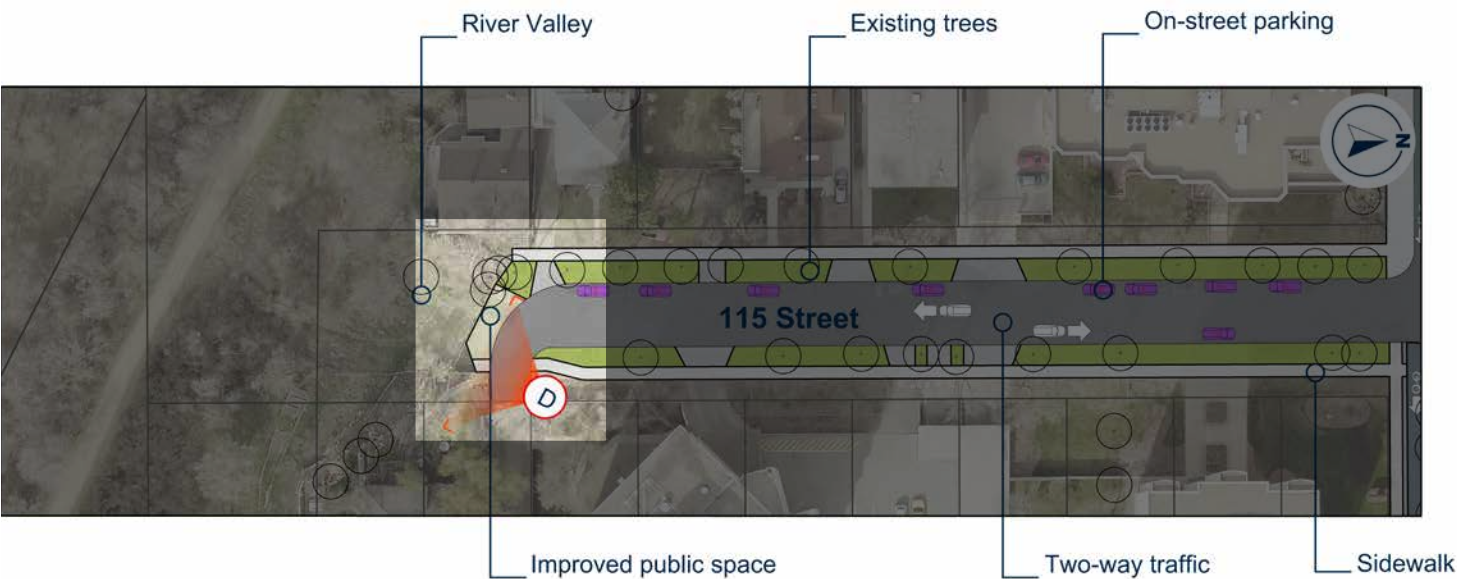 River Valley
Existing trees
On-street parking
N
115 Street
D
Improved public space
Two-way traffic
Sidewalk